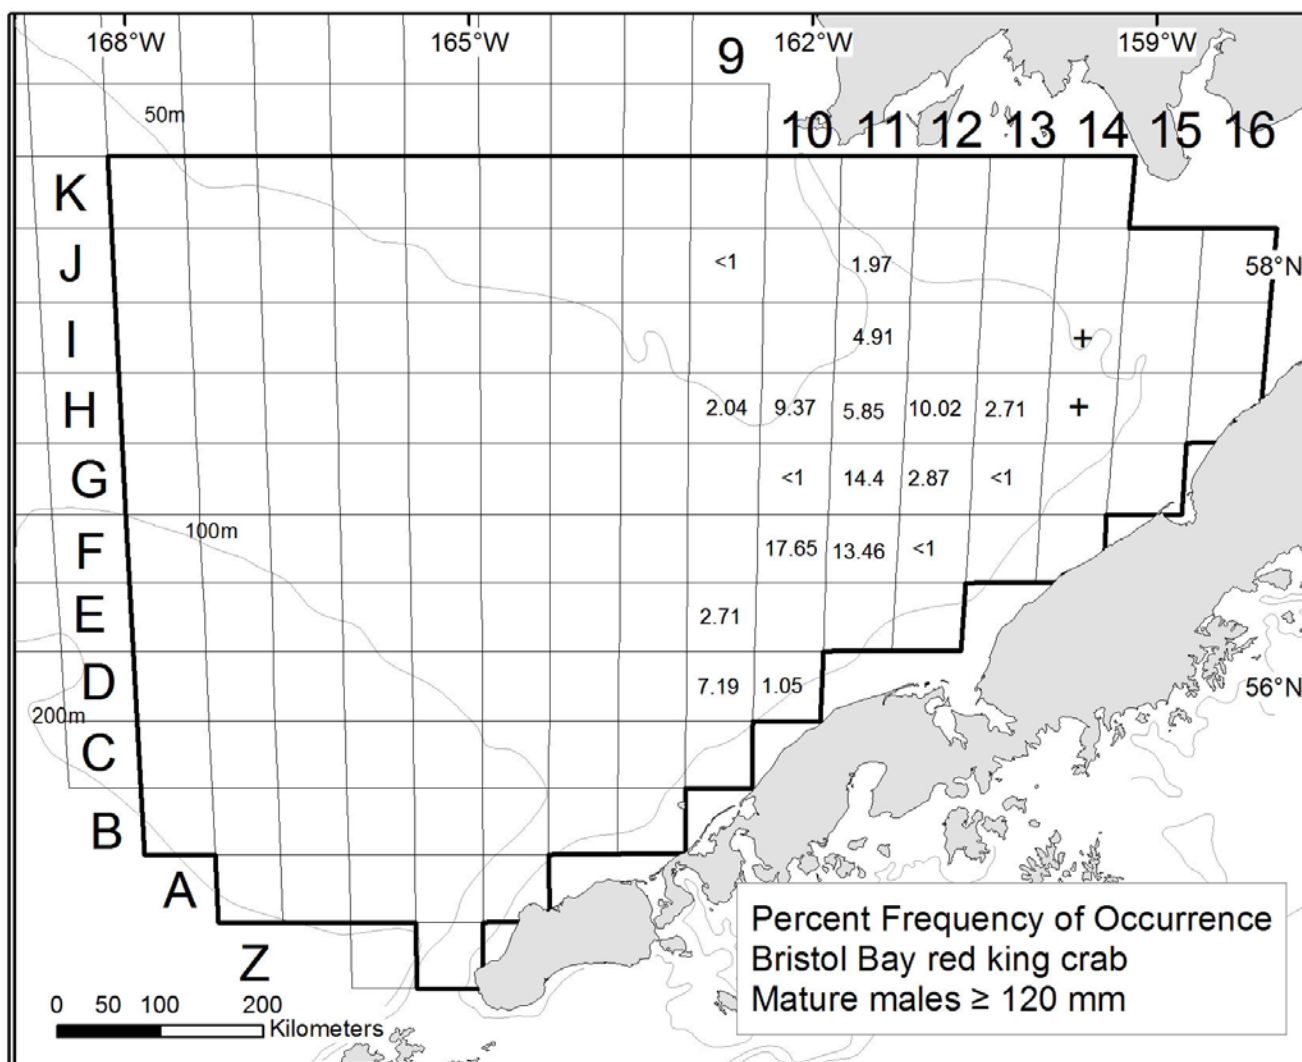 168°W 165°W 162°W 159°W
9
50m
10 11 12 13 14 15 16
K
J <1 1.97 58°N
I 4.91 +
H 2.04 9.37 5.85 10.02 2.71 +
G <1 14.4 2.87 <1
100m
F 17.65 13.46 <1
E 2.71
D 7.19 1.05 56°N
200m
C
B
A
Z
Percent Frequency of Occurrence
Bristol Bay red king crab
Mature males ≥ 120 mm
0 50 100 200
Kilometers